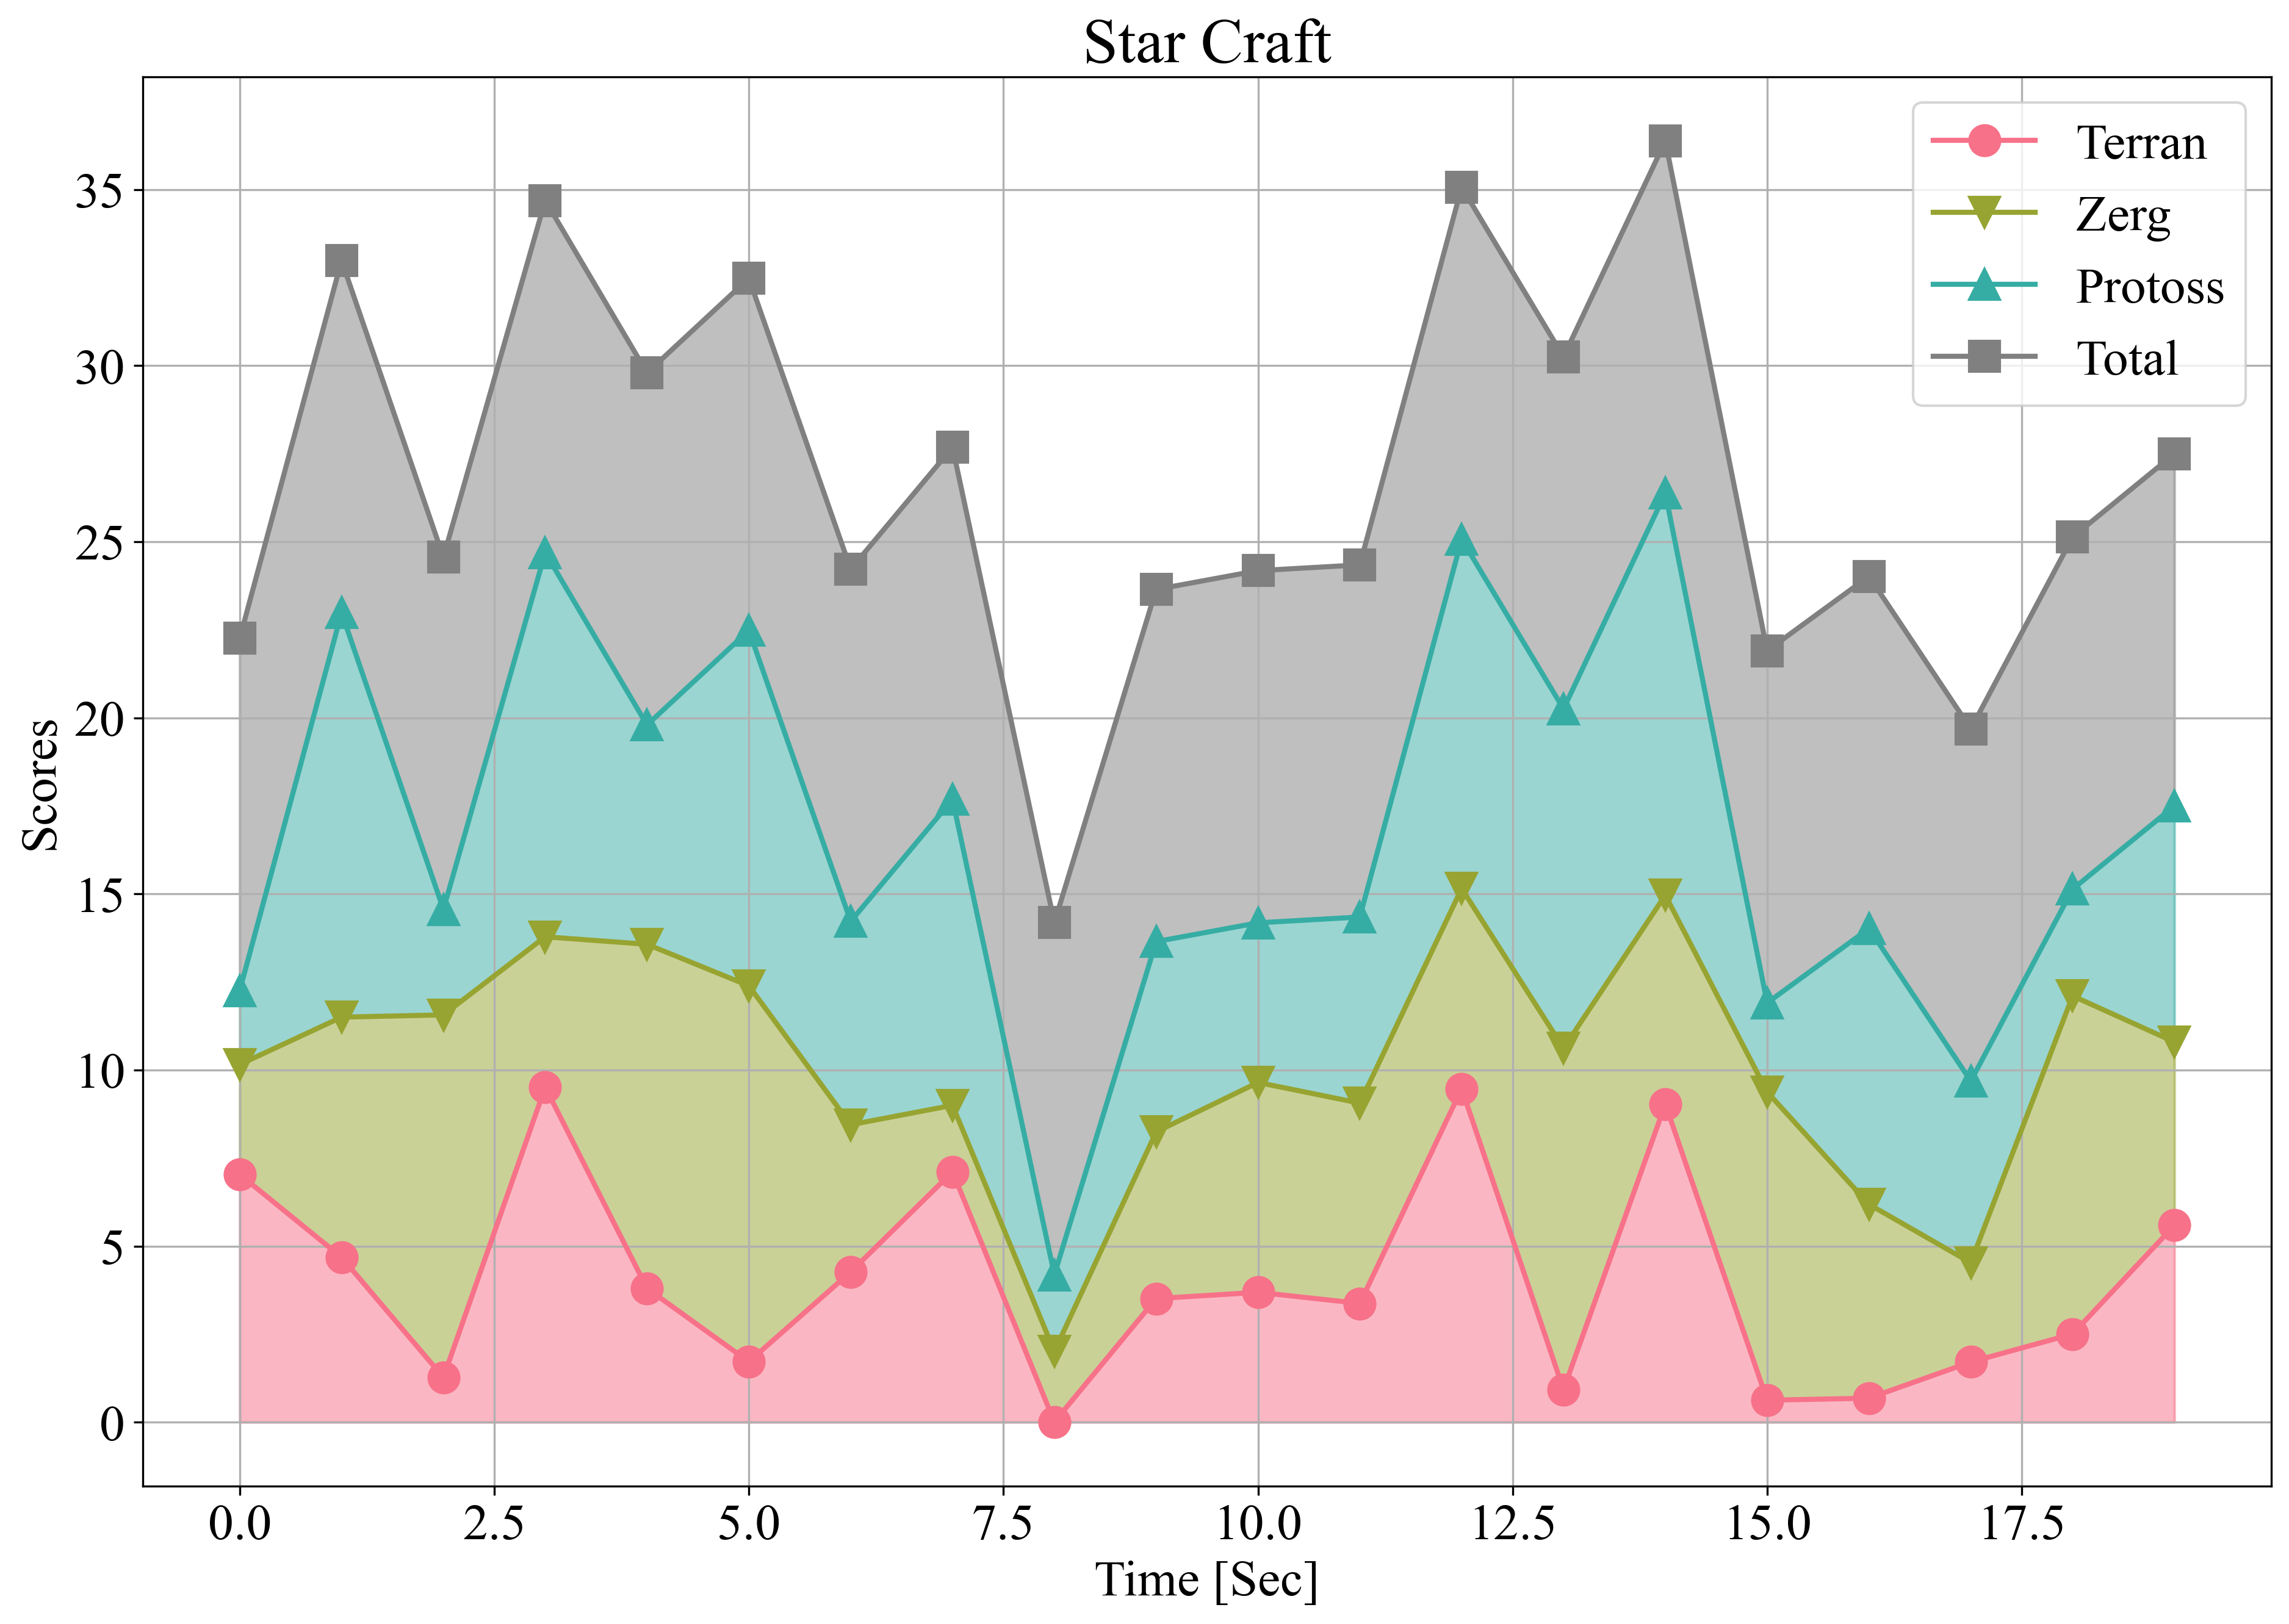 Star Craft
Terran
Zerg
Protoss
Total
35
30
25
20
15
10
5
0
Scores
0.0 2.5 5.0 7.5 10.0 12.5 15.0 17.5
Time [Sec]